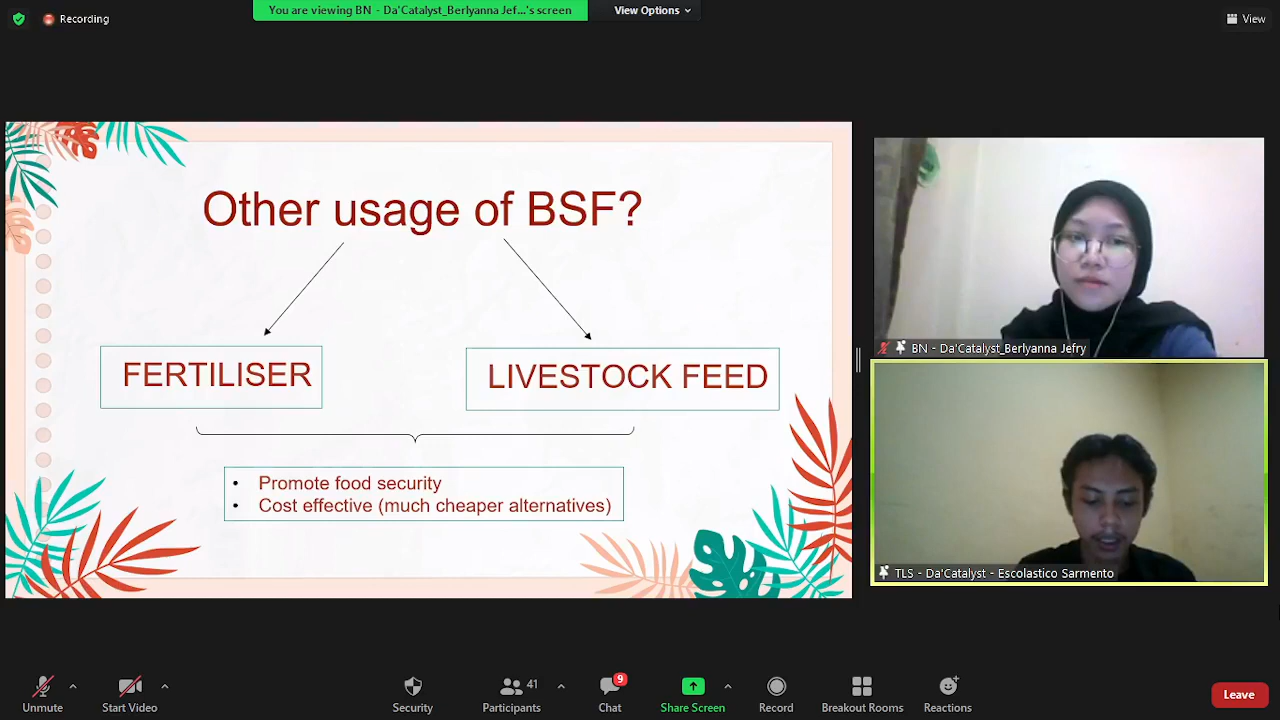 Recording
You are viewing BN - Da'Catalyst_Berlyanna Jef...'s screen
View Options
View
Other usage of BSF?
FERTILISER
LIVESTOCK FEED
• Promote food security
• Cost effective (much cheaper alternatives)
BN - Da'Catalyst_Berlyanna Jefry
TLS - Da'Catalyst - Escolastico Sarmento
Unmute
Start Video
Security
Participants
41
Chat
9
Share Screen
Record
Breakout Rooms
Reactions
Leave